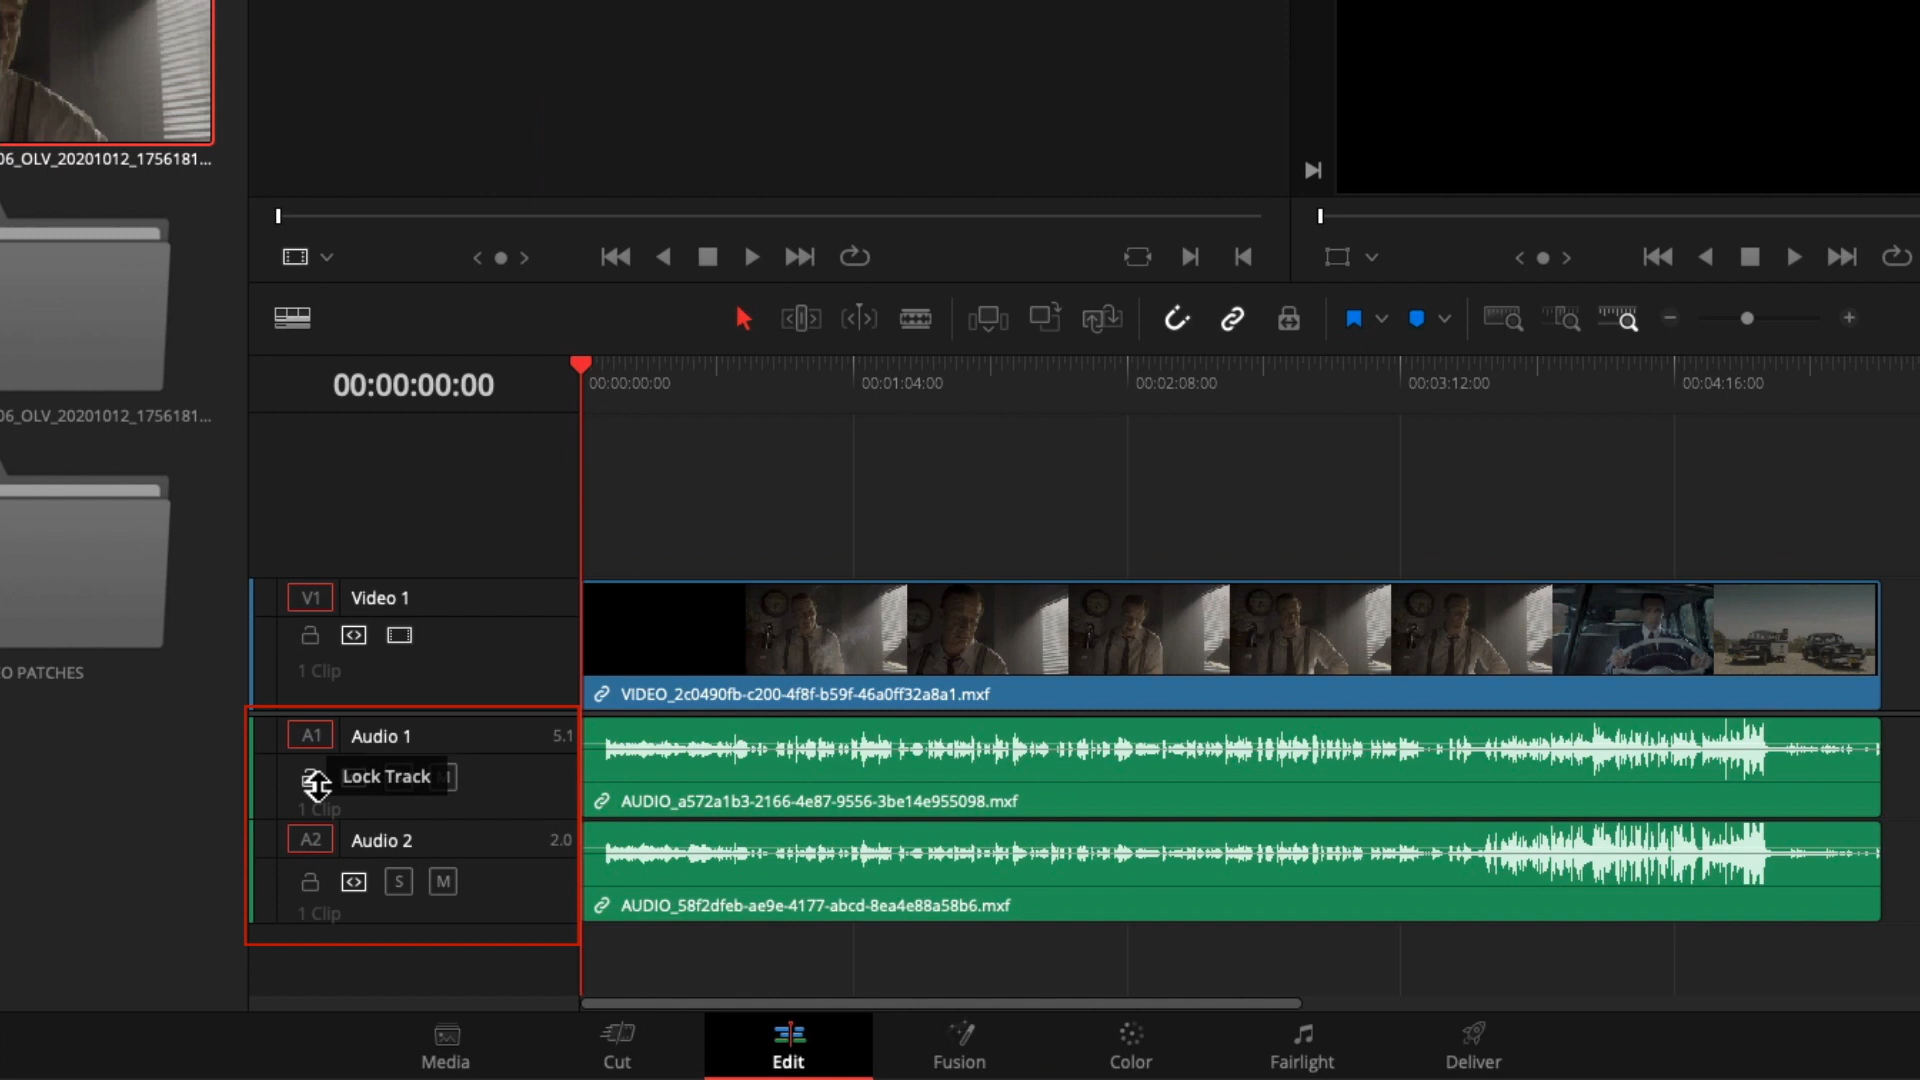 06_OLV_20201012_1756181...
06_OLV_20201012_1756181...
O PATCHES
00:00:00:00
00:00:00:00
00:01:04:00
00:02:08:00
00:03:12:00
00:04:16:00
V1 Video 1
1 Clip
VIDEO_2c0490fb-c200-4f8f-b59f-46a0ff32a8a1.mxf
A1 Audio 1 5.1
Lock Track M
1 Clip
AUDIO_a572a1b3-2166-4e87-9556-3be14e955098.mxf
A2 Audio 2 2.0
S M
1 Clip
AUDIO_58f2dfeb-ae9e-4177-abcd-8ea4e88a58b6.mxf
Media
Cut
Edit
Fusion
Color
Fairlight
Deliver